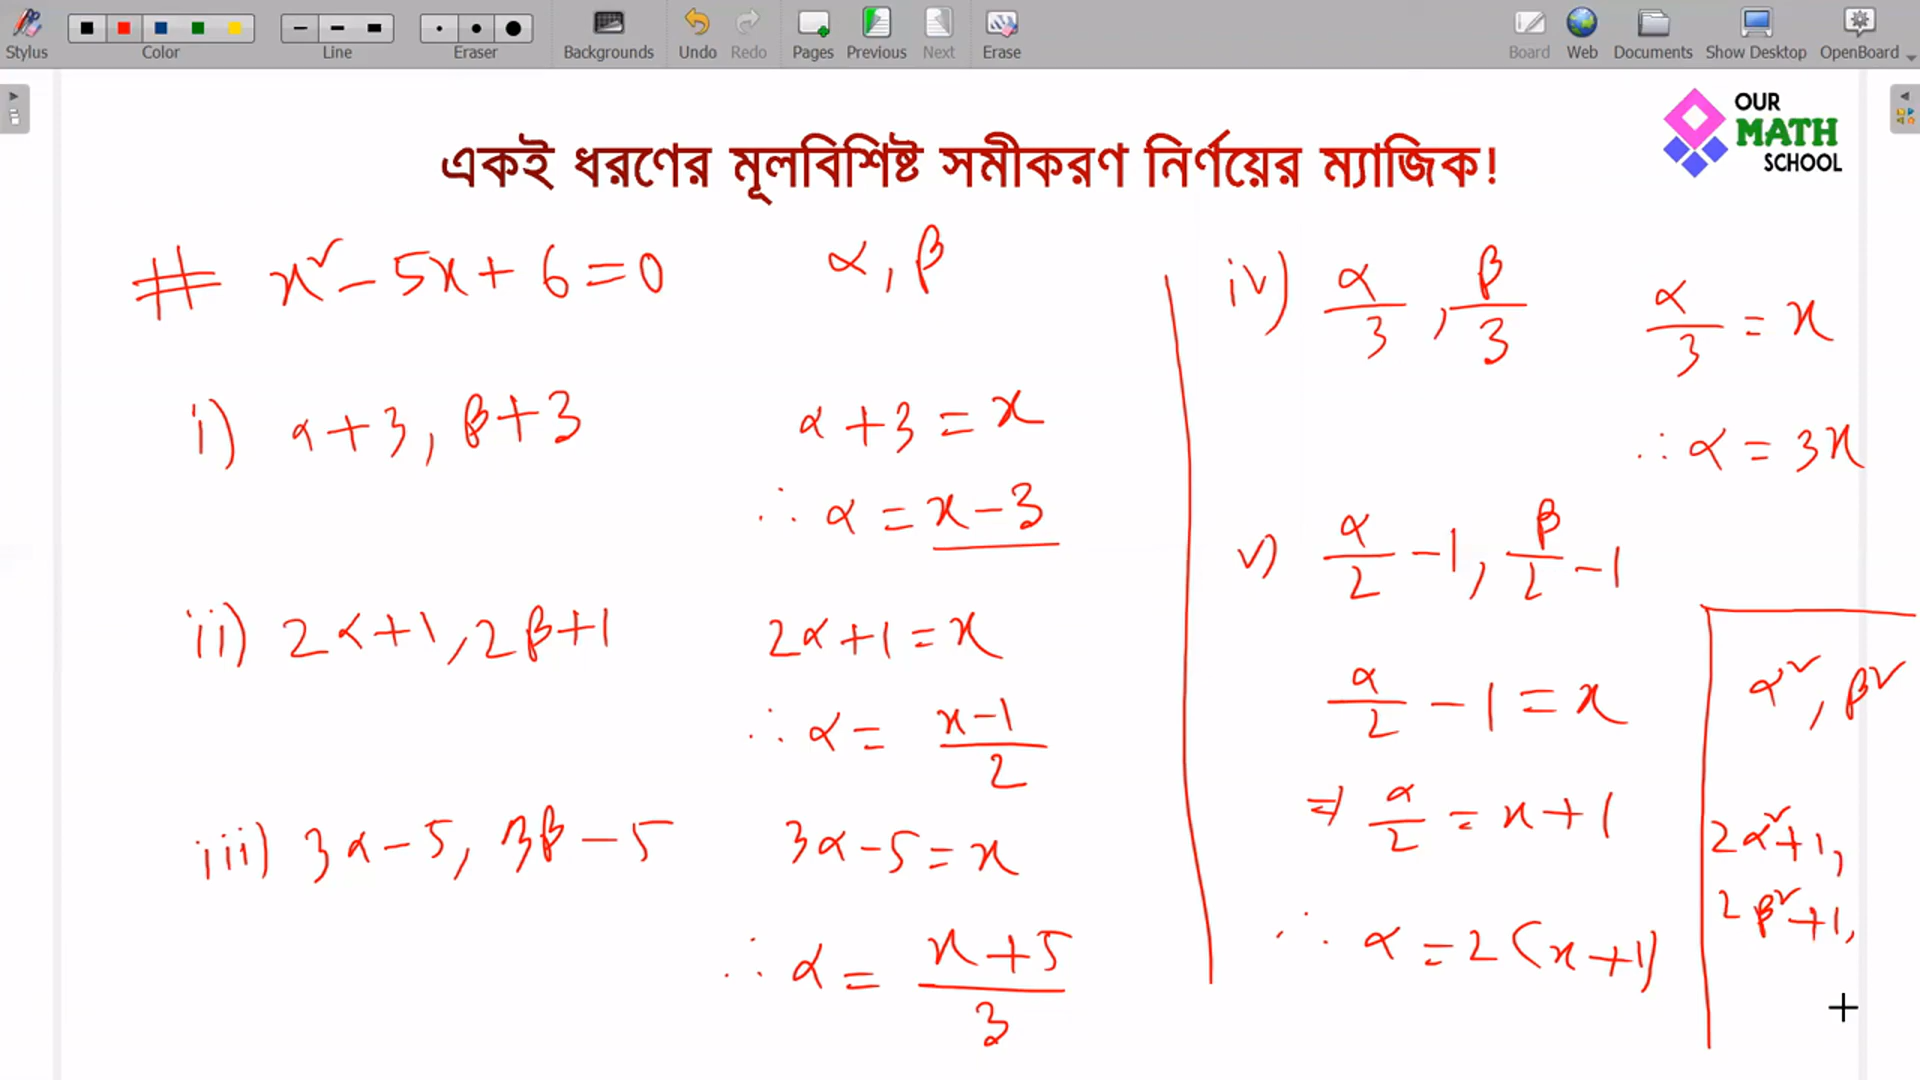 Stylus Color Line Eraser Backgrounds Undo Redo Pages Previous Next Erase Board Web Documents Show Desktop OpenBoard
OUR
MATH
SCHOOL
একই ধরণের মূলবিশিষ্ট সমীকরণ নির্ণয়ের ম্যাজিক!
# x² - 5x + 6 = 0 α, β
i) α+3, β+3 α+3 = x
∴ α = x-3
ii) 2α+1, 2β+1 2α+1 = x
∴ α = (x-1)/2
iii) 3α-5, 3β-5 3α-5 = x
∴ α = (x+5)/3
iv) α/3, β/3 α/3 = x
∴ α = 3x
v) α/2 -1, β/2 -1
α/2 - 1 = x
⇒ α/2 = x+1
∴ α = 2(x+1)
α², β²
2α²+1,
2β²+1,